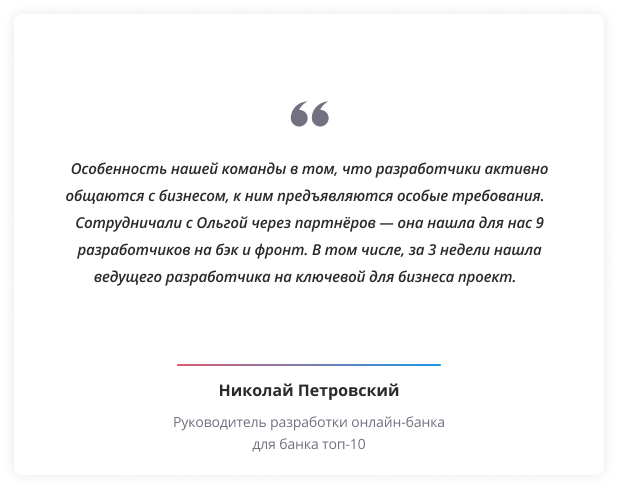 “
Особенность нашей команды в том, что разработчики активно
общаются с бизнесом, к ним предъявляются особые требования.
Сотрудничали с Ольгой через партнёров — она нашла для нас 9
разработчиков на бэк и фронт. В том числе, за 3 недели нашла
ведущего разработчика на ключевой для бизнеса проект.
Николай Петровский
Руководитель разработки онлайн-банка
для банка топ-10